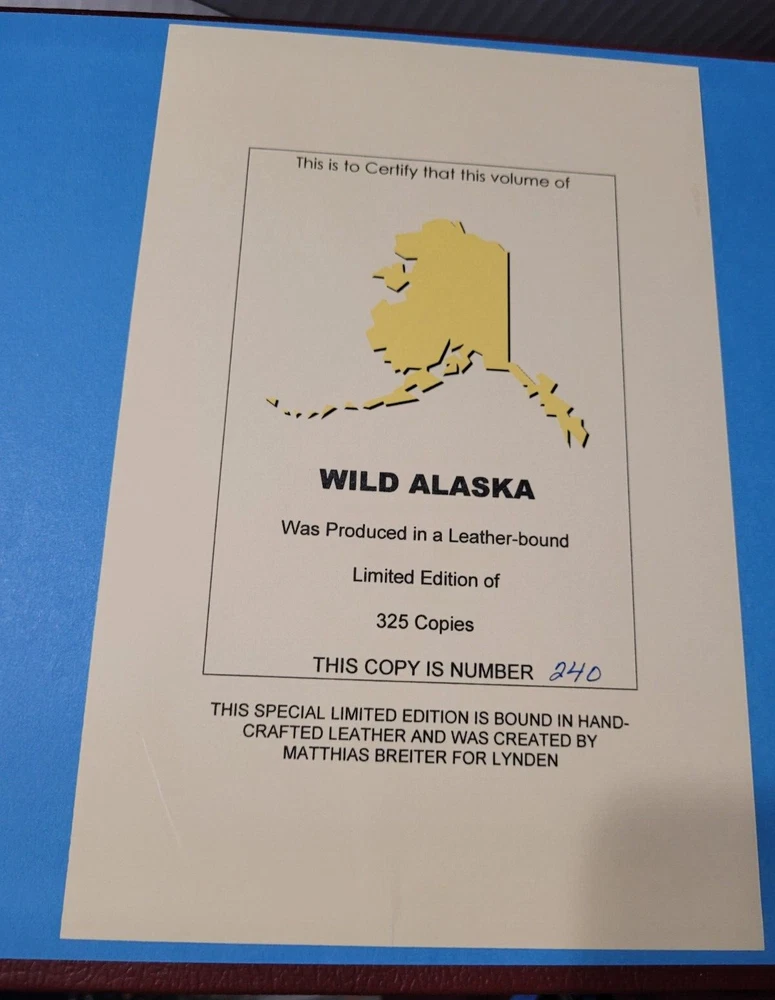 This is to Certify that this volume of
WILD ALASKA
Was Produced in a Leather-bound
Limited Edition of
325 Copies
THIS COPY IS NUMBER 240
THIS SPECIAL LIMITED EDITION IS BOUND IN HAND-
CRAFTED LEATHER AND WAS CREATED BY
MATTHIAS BREITER FOR LYNDEN